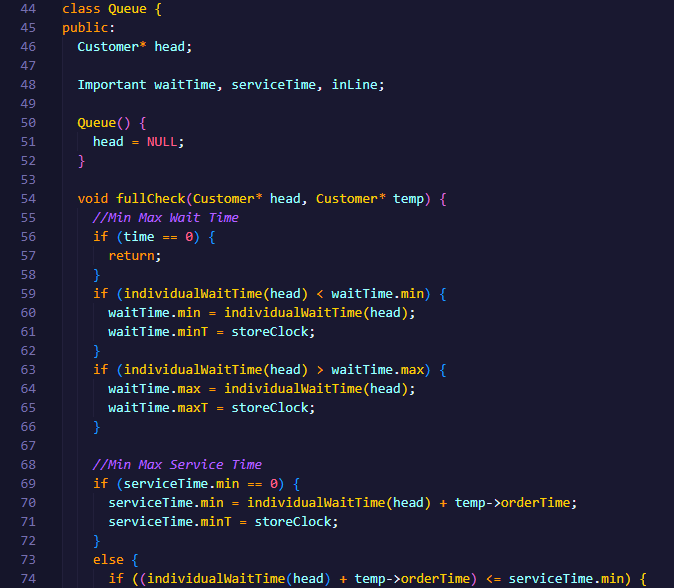 44 class Queue {
45 public:
46 Customer* head;
47
48 Important waitTime, serviceTime, inLine;
49
50 Queue() {
51 head = NULL;
52 }
53
54 void fullCheck(Customer* head, Customer* temp) {
55 //Min Max Wait Time
56 if (time == 0) {
57 return;
58 }
59 if (individualWaitTime(head) < waitTime.min) {
60 waitTime.min = individualWaitTime(head);
61 waitTime.minT = storeClock;
62 }
63 if (individualWaitTime(head) > waitTime.max) {
64 waitTime.max = individualWaitTime(head);
65 waitTime.maxT = storeClock;
66 }
67
68 //Min Max Service Time
69 if (serviceTime.min == 0) {
70 serviceTime.min = individualWaitTime(head) + temp->orderTime;
71 serviceTime.minT = storeClock;
72 }
73 else {
74 if ((individualWaitTime(head) + temp->orderTime) <= serviceTime.min) {